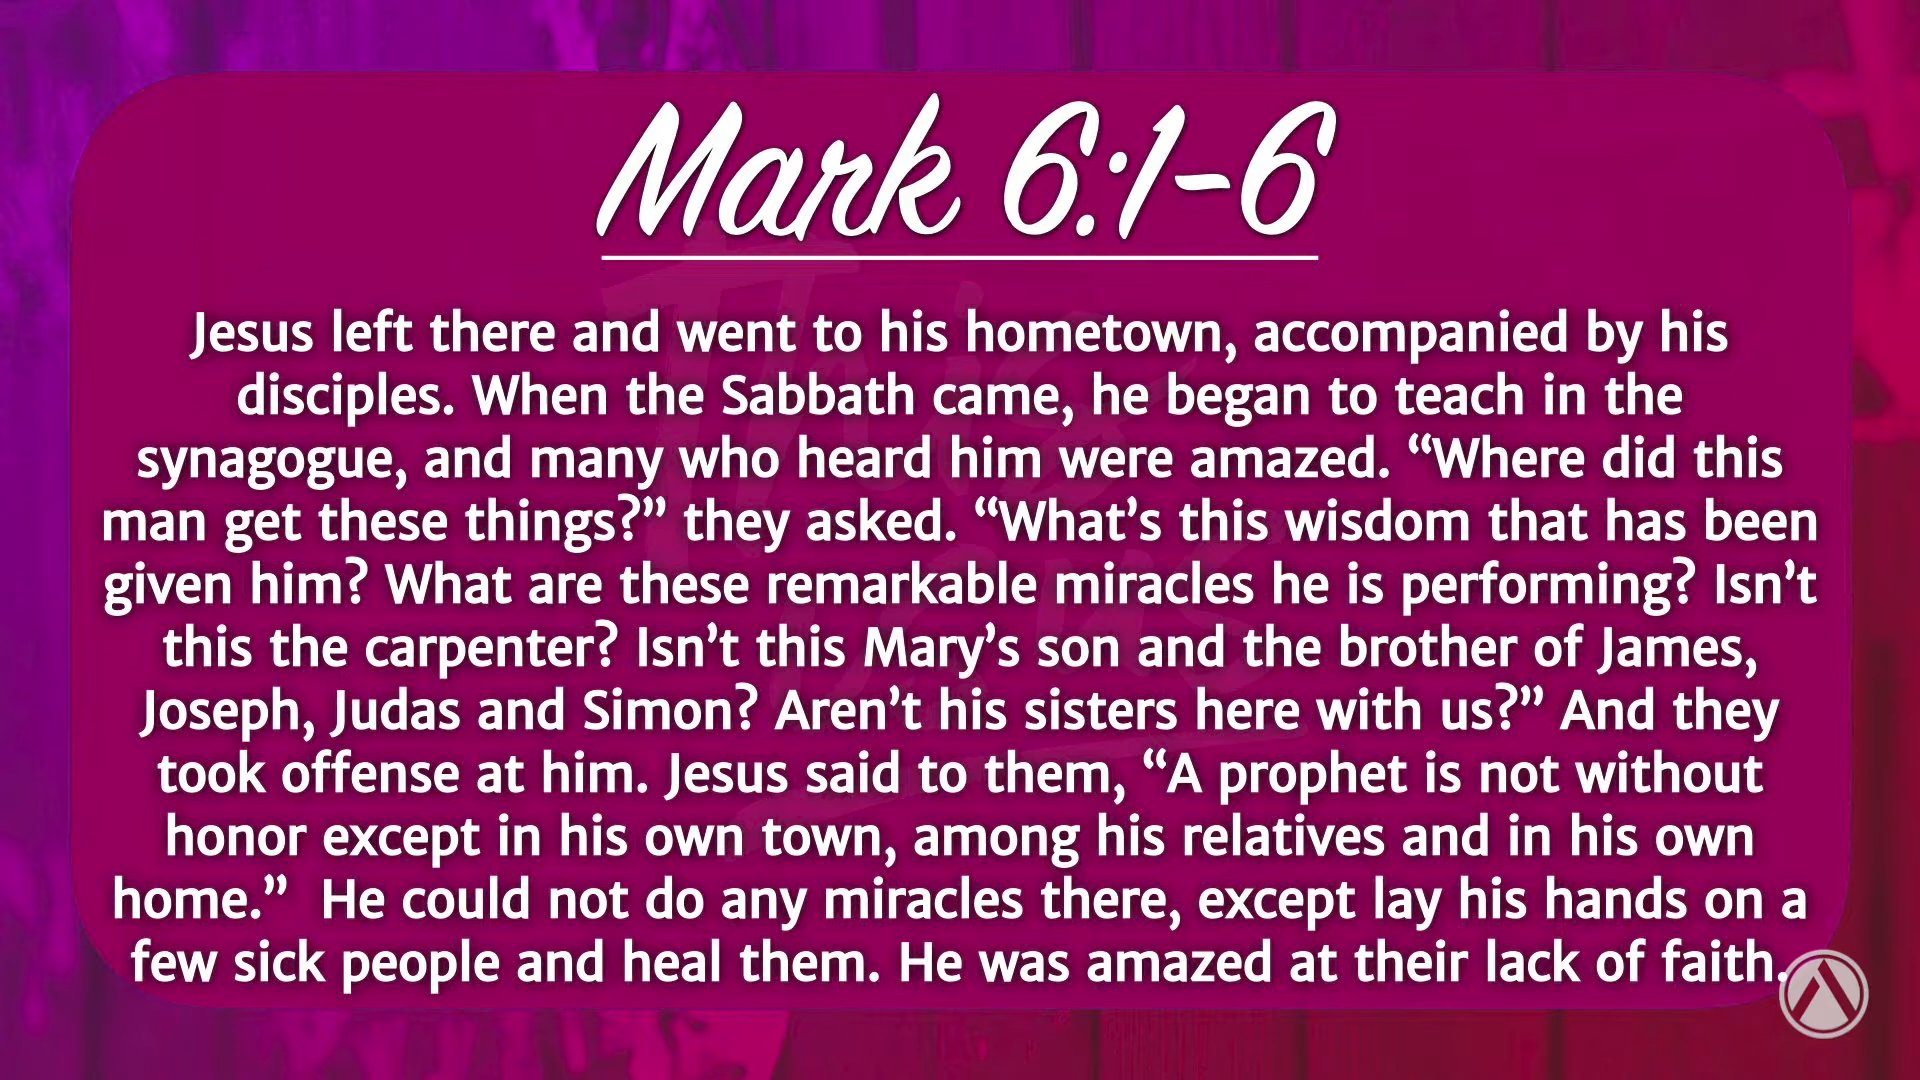 Mark 6:1-6
Jesus left there and went to his hometown, accompanied by his
disciples. When the Sabbath came, he began to teach in the
synagogue, and many who heard him were amazed. “Where did this
man get these things?” they asked. “What’s this wisdom that has been
given him? What are these remarkable miracles he is performing? Isn’t
this the carpenter? Isn’t this Mary’s son and the brother of James,
Joseph, Judas and Simon? Aren’t his sisters here with us?” And they
took offense at him. Jesus said to them, “A prophet is not without
honor except in his own town, among his relatives and in his own
home.”  He could not do any miracles there, except lay his hands on a
few sick people and heal them. He was amazed at their lack of faith.
This
is us